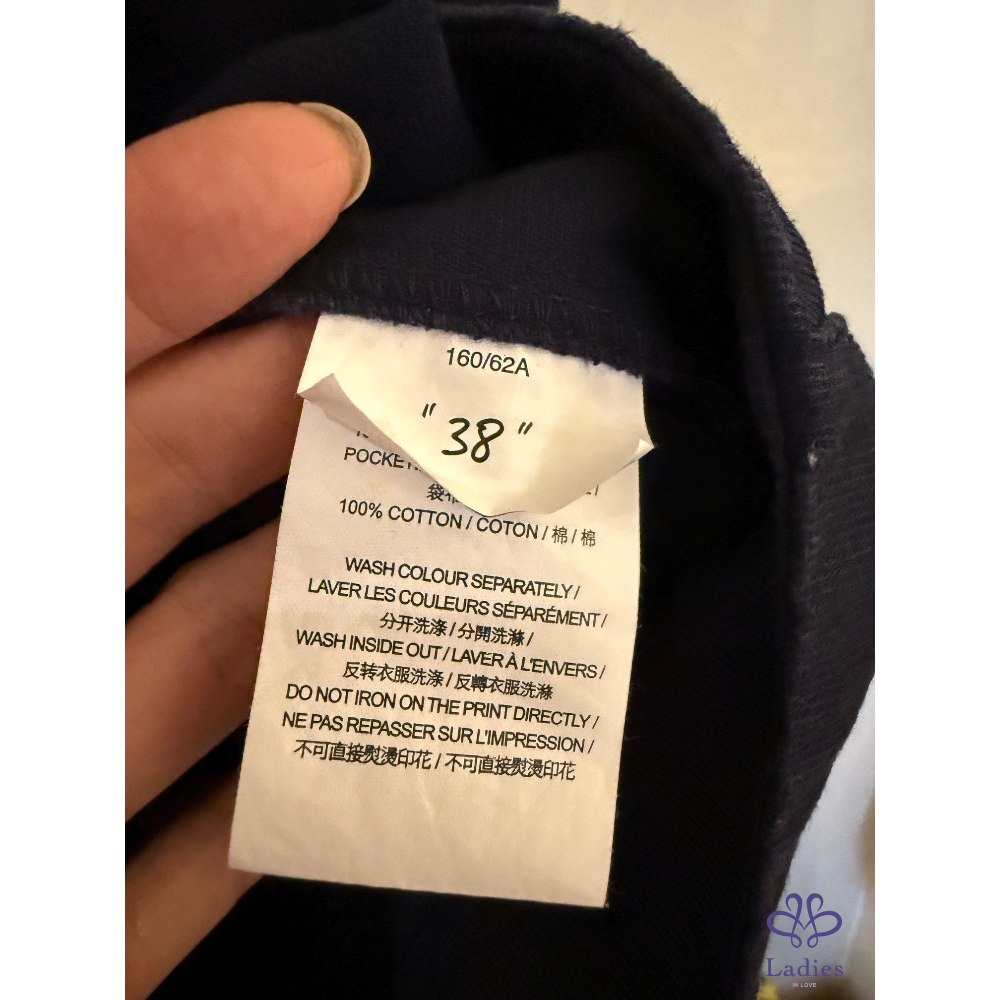 160/62A
"38"
100% COTTON / COTON / 棉 / 棉
WASH COLOUR SEPARATELY /
LAVER LES COULEURS SÉPARÉMENT /
分开洗涤 / 分開洗滌 /
WASH INSIDE OUT / LAVER À L'ENVERS /
反转衣服洗涤 / 反轉衣服洗滌
DO NOT IRON ON THE PRINT DIRECTLY /
NE PAS REPASSER SUR L'IMPRESSION /
不可直接熨烫印花 / 不可直接熨燙印花
Ladies
IN LOVE